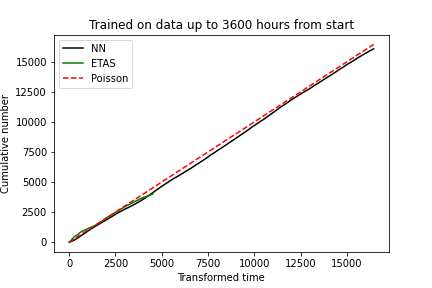 Trained on data up to 3600 hours from start
NN
ETAS
Poisson
Cumulative number
15000
12500
10000
7500
5000
2500
0
0
2500
5000
7500
10000
12500
15000
Transformed time